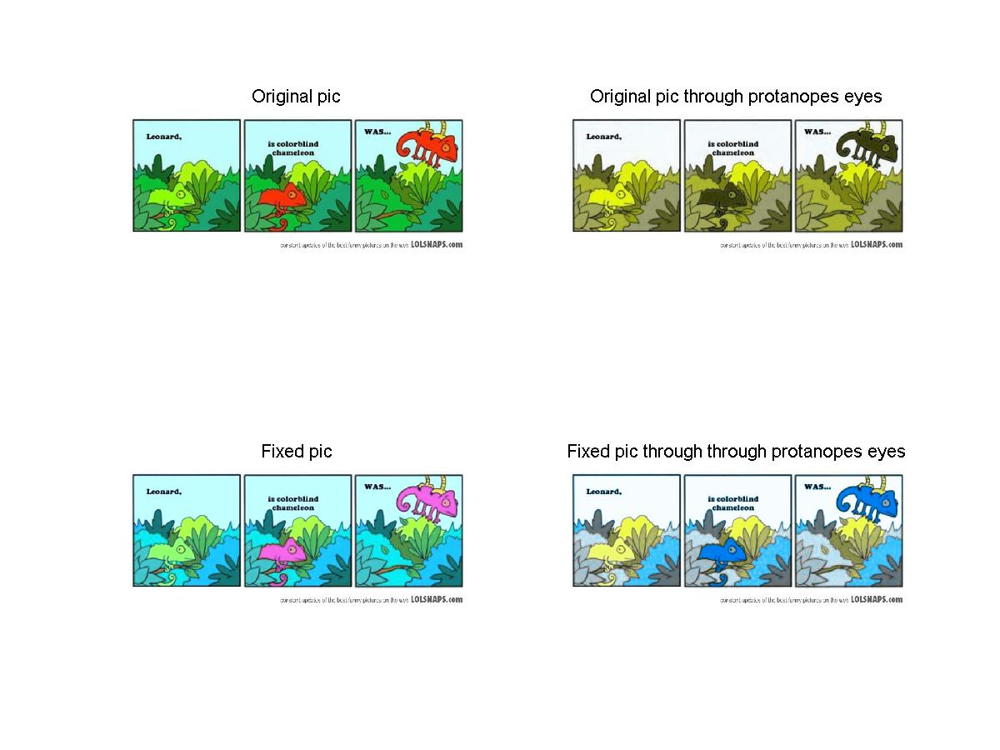 Original pic
Leonard,
is colorblind
chameleon
WAS...
constant updates of the best funny pictures on the web LOLSNAPS.com
Original pic through protanopes eyes
Leonard,
is colorblind
chameleon
WAS...
constant updates of the best funny pictures on the web LOLSNAPS.com
Fixed pic
Leonard,
is colorblind
chameleon
WAS...
constant updates of the best funny pictures on the web LOLSNAPS.com
Fixed pic through through protanopes eyes
Leonard,
is colorblind
chameleon
WAS...
constant updates of the best funny pictures on the web LOLSNAPS.com